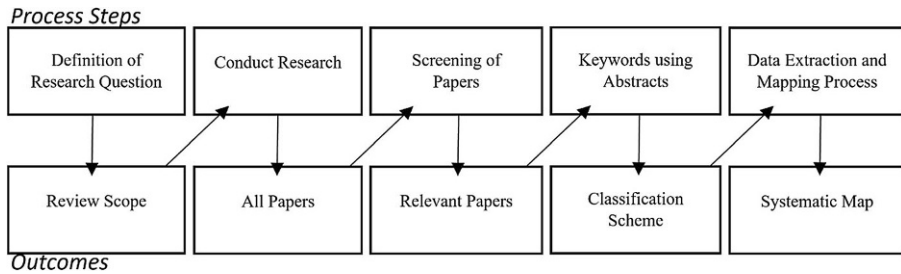 Process Steps
Definition of
Research Question
Conduct Research
Screening of
Papers
Keywords using
Abstracts
Data Extraction and
Mapping Process
Review Scope
All Papers
Relevant Papers
Classification
Scheme
Systematic Map
Outcomes